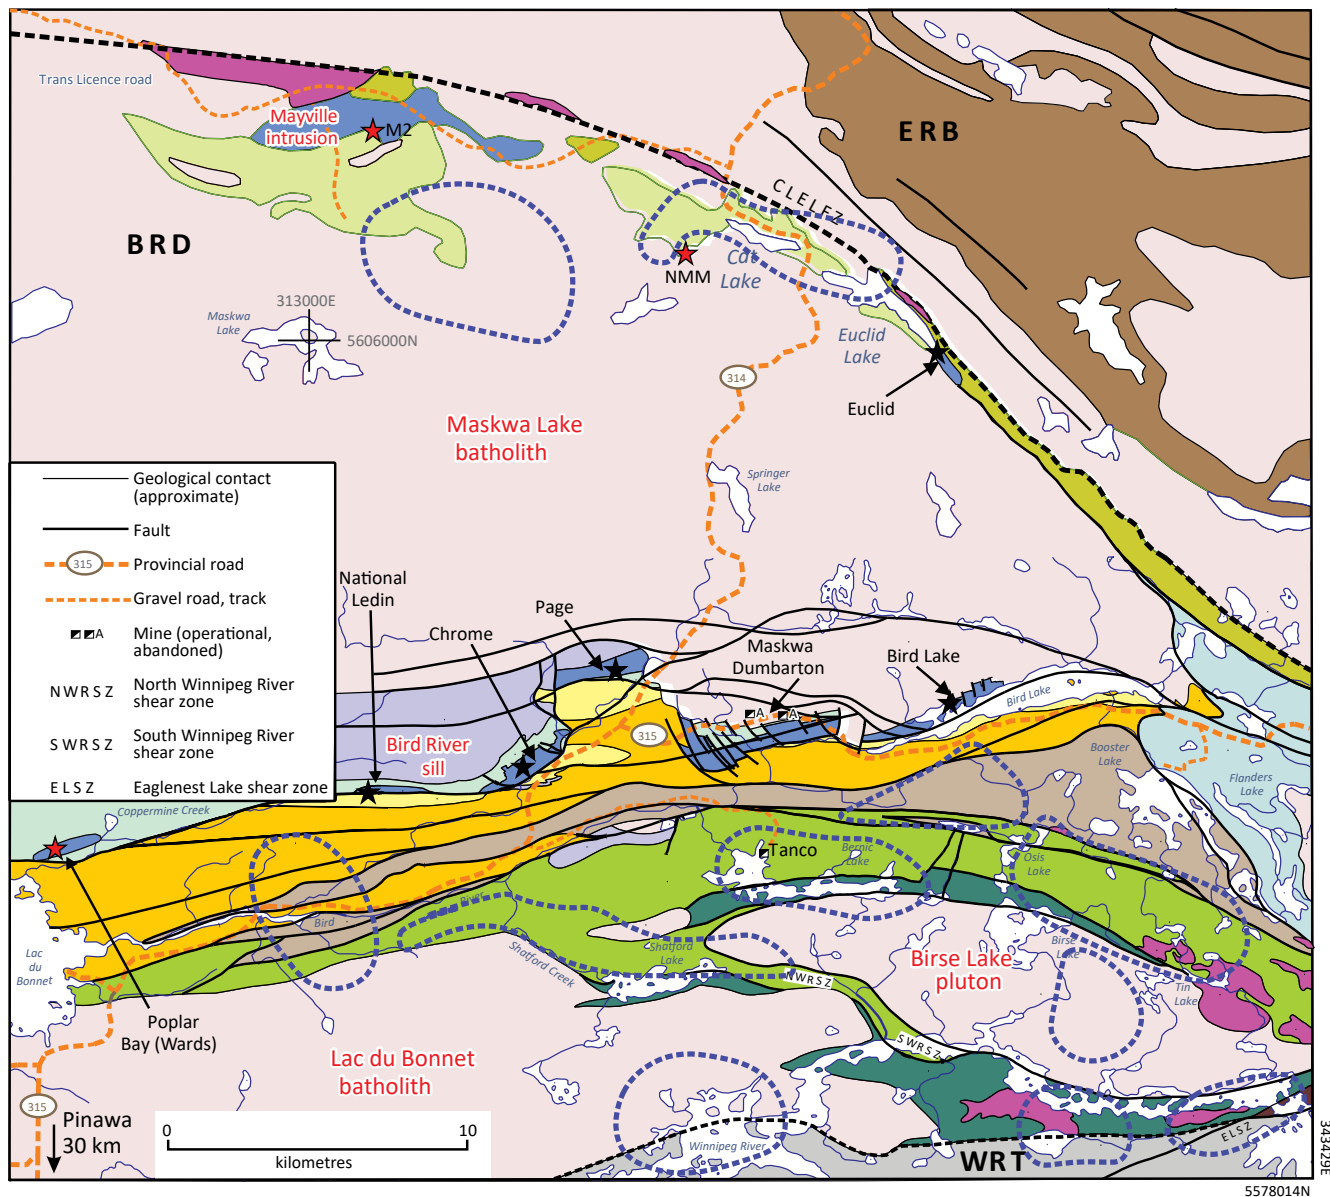 Trans Licence road
Mayville
intrusion
M2
ERB
CLELFZ
BRD
NMM
Cat
Lake
313000E
5606000N
Maskwa
Lake
Euclid
Lake
314
Euclid
Maskwa Lake
batholith
Springer
Lake
Geological contact
(approximate)
Fault
315
Provincial road
Gravel road, track
A
Mine (operational,
abandoned)
NWRSZ
North Winnipeg River
shear zone
SWRSZ
South Winnipeg River
shear zone
ELSZ
Eaglenest Lake shear zone
National
Ledin
Page
Chrome
Maskwa
Dumbarton
Bird Lake
A
A
Bird Lake
315
Bird River
sill
Booster
Lake
Flanders
Lake
Coppermine Creek
Tanco
Bernic
Lake
Osis
Lake
Bird
River
Shatford
Lake
Shatford Creek
Birse
Lake
Birse Lake
pluton
Lac
du
Bonnet
NWRSZ
Tin
Lake
Poplar
Bay (Wards)
SWRSZ
Lac du Bonnet
batholith
315
Pinawa
30 km
0
10
kilometres
Winnipeg River
WRT
ELSZ
343429E
5578014N